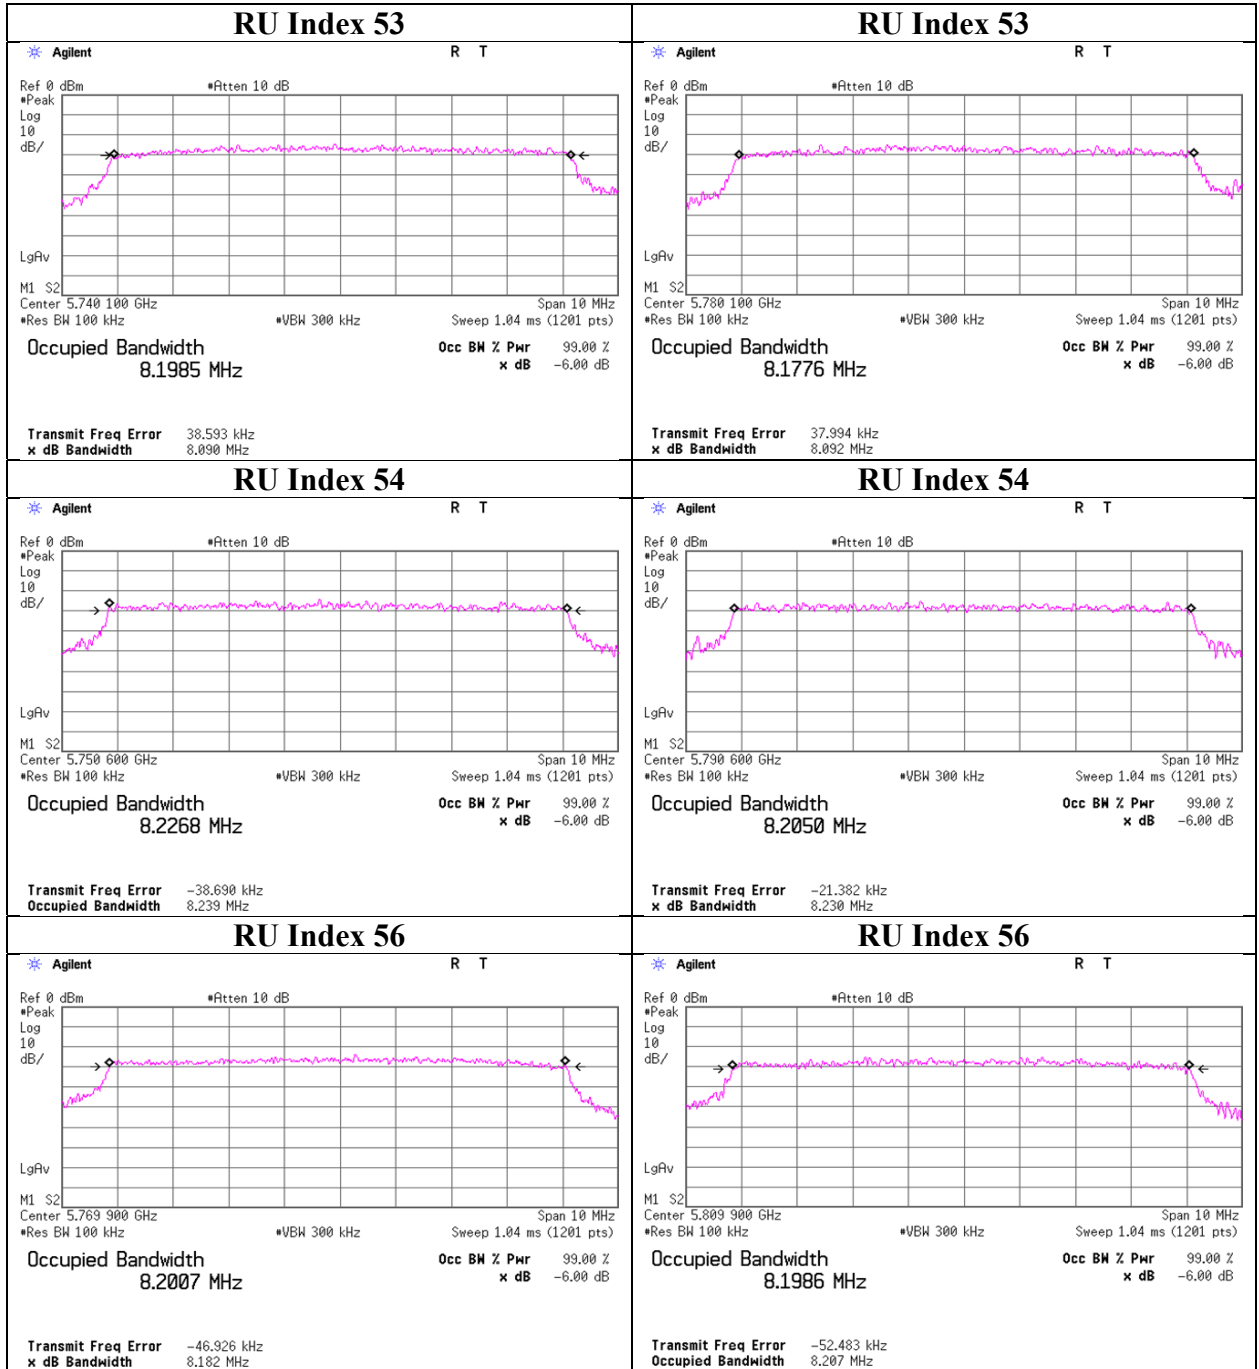 RU Index 53
Agilent
R T
Ref 0 dBm
#Atten 10 dB
#Peak
Log
10
dB/
LgAv
M1 S2
Center 5.740 100 GHz
Span 10 MHz
#Res BW 100 kHz
#VBW 300 kHz
Sweep 1.04 ms (1201 pts)
Occupied Bandwidth
8.1985 MHz
Occ BW % Pwr 99.00 %
x dB -6.00 dB
Transmit Freq Error 38.593 kHz
x dB Bandwidth 8.090 MHz
RU Index 53
Agilent
R T
Ref 0 dBm
#Atten 10 dB
#Peak
Log
10
dB/
LgAv
M1 S2
Center 5.780 100 GHz
Span 10 MHz
#Res BW 100 kHz
#VBW 300 kHz
Sweep 1.04 ms (1201 pts)
Occupied Bandwidth
8.1776 MHz
Occ BW % Pwr 99.00 %
x dB -6.00 dB
Transmit Freq Error 37.994 kHz
x dB Bandwidth 8.092 MHz
RU Index 54
Agilent
R T
Ref 0 dBm
#Atten 10 dB
#Peak
Log
10
dB/
LgAv
M1 S2
Center 5.750 600 GHz
Span 10 MHz
#Res BW 100 kHz
#VBW 300 kHz
Sweep 1.04 ms (1201 pts)
Occupied Bandwidth
8.2268 MHz
Occ BW % Pwr 99.00 %
x dB -6.00 dB
Transmit Freq Error -38.690 kHz
Occupied Bandwidth 8.239 MHz
RU Index 54
Agilent
R T
Ref 0 dBm
#Atten 10 dB
#Peak
Log
10
dB/
LgAv
M1 S2
Center 5.790 600 GHz
Span 10 MHz
#Res BW 100 kHz
#VBW 300 kHz
Sweep 1.04 ms (1201 pts)
Occupied Bandwidth
8.2050 MHz
Occ BW % Pwr 99.00 %
x dB -6.00 dB
Transmit Freq Error -21.382 kHz
x dB Bandwidth 8.230 MHz
RU Index 56
Agilent
R T
Ref 0 dBm
#Atten 10 dB
#Peak
Log
10
dB/
LgAv
M1 S2
Center 5.769 900 GHz
Span 10 MHz
#Res BW 100 kHz
#VBW 300 kHz
Sweep 1.04 ms (1201 pts)
Occupied Bandwidth
8.2007 MHz
Occ BW % Pwr 99.00 %
x dB -6.00 dB
Transmit Freq Error -46.926 kHz
x dB Bandwidth 8.182 MHz
RU Index 56
Agilent
R T
Ref 0 dBm
#Atten 10 dB
#Peak
Log
10
dB/
LgAv
M1 S2
Center 5.809 900 GHz
Span 10 MHz
#Res BW 100 kHz
#VBW 300 kHz
Sweep 1.04 ms (1201 pts)
Occupied Bandwidth
8.1986 MHz
Occ BW % Pwr 99.00 %
x dB -6.00 dB
Transmit Freq Error -52.483 kHz
Occupied Bandwidth 8.207 MHz